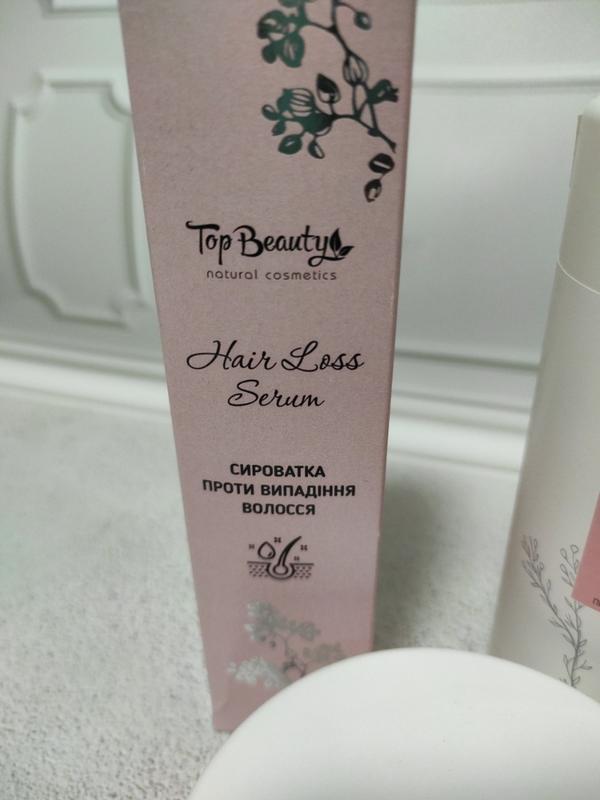 Top Beauty
natural cosmetics
Hair Loss
Serum
СИРОВАТКА
ПРОТИ ВИПАДІННЯ
ВОЛОССЯ